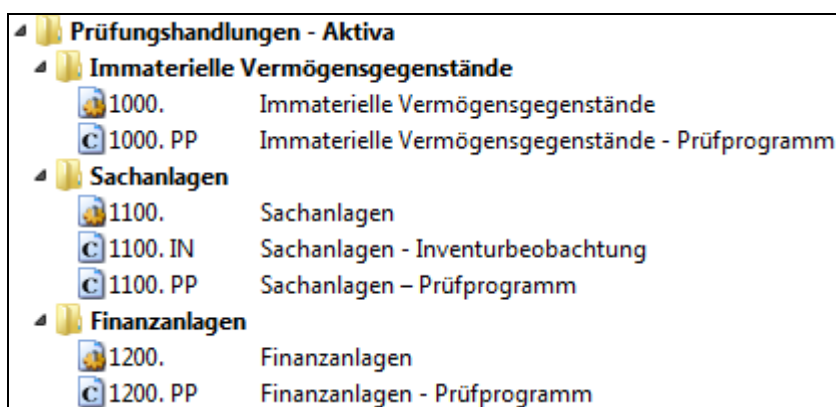 Prüfungshandlungen - Aktiva
Immaterielle Vermögensgegenstände
1000. Immaterielle Vermögensgegenstände
1000. PP Immaterielle Vermögensgegenstände - Prüfprogramm
Sachanlagen
1100. Sachanlagen
1100. IN Sachanlagen - Inventurbeobachtung
1100. PP Sachanlagen – Prüfprogramm
Finanzanlagen
1200. Finanzanlagen
1200. PP Finanzanlagen - Prüfprogramm